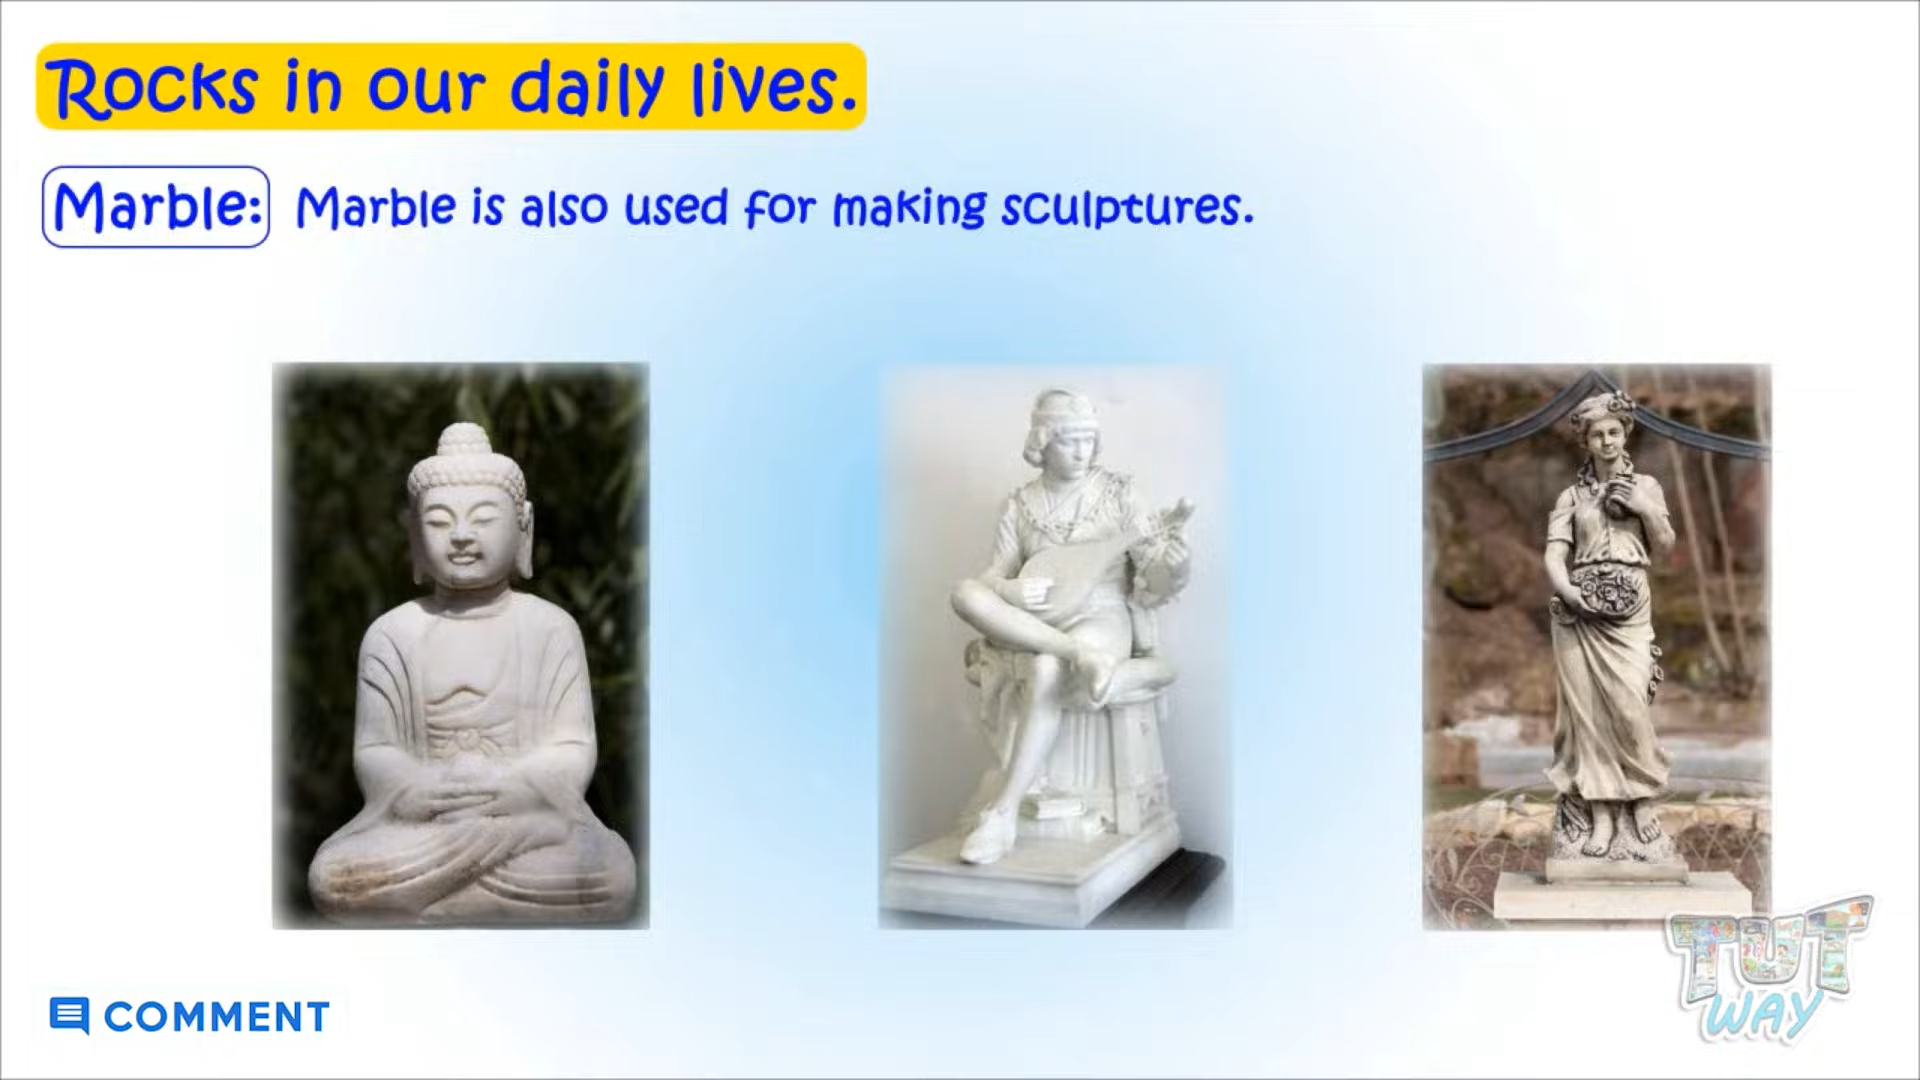 Rocks in our daily lives.
Marble: Marble is also used for making sculptures.
COMMENT
TUT
WAY